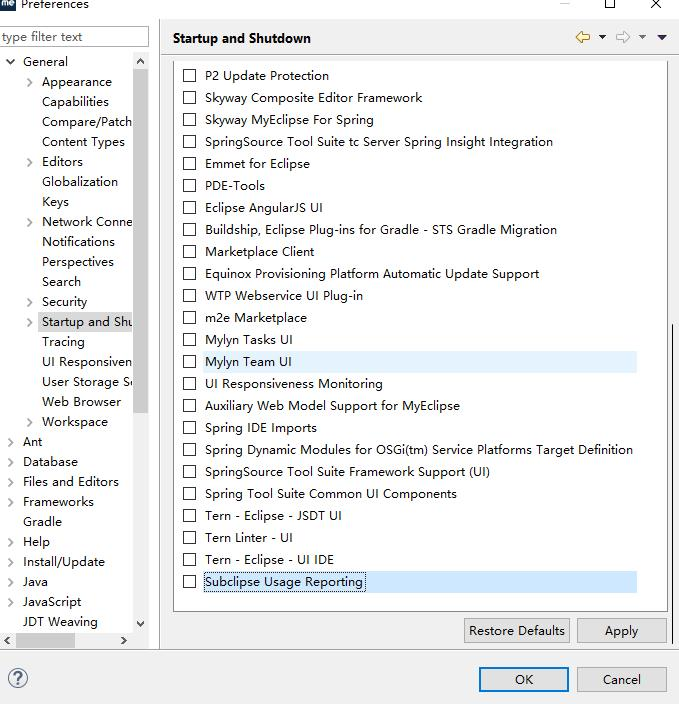 me Preferences
type filter text
General
Appearance
Capabilities
Compare/Patch
Content Types
Editors
Globalization
Keys
Network Conne
Notifications
Perspectives
Search
Security
Startup and Shu
Tracing
UI Responsiven
User Storage Se
Web Browser
Workspace
Ant
Database
Files and Editors
Frameworks
Gradle
Help
Install/Update
Java
JavaScript
JDT Weaving
Startup and Shutdown
P2 Update Protection
Skyway Composite Editor Framework
Skyway MyEclipse For Spring
SpringSource Tool Suite tc Server Spring Insight Integration
Emmet for Eclipse
PDE-Tools
Eclipse AngularJS UI
Buildship, Eclipse Plug-ins for Gradle - STS Gradle Migration
Marketplace Client
Equinox Provisioning Platform Automatic Update Support
WTP Webservice UI Plug-in
m2e Marketplace
Mylyn Tasks UI
Mylyn Team UI
UI Responsiveness Monitoring
Auxiliary Web Model Support for MyEclipse
Spring IDE Imports
Spring Dynamic Modules for OSGi(tm) Service Platforms Target Definition
SpringSource Tool Suite Framework Support (UI)
Spring Tool Suite Common UI Components
Tern - Eclipse - JSDT UI
Tern Linter - UI
Tern - Eclipse - UI IDE
Subclipse Usage Reporting
Restore Defaults
Apply
?
OK
Cancel